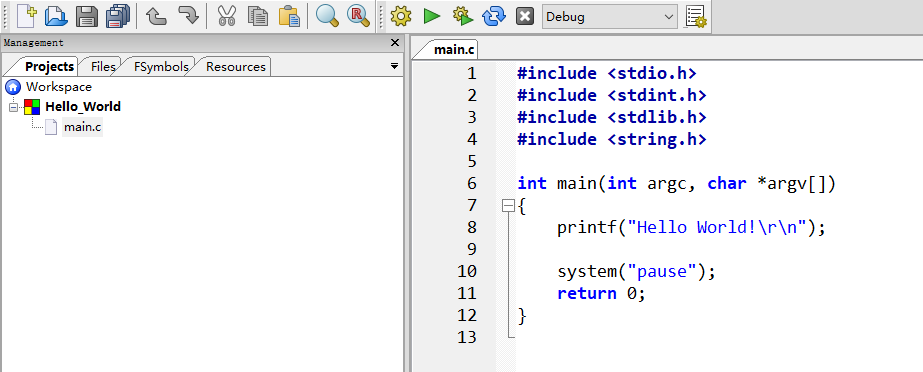 Debug
Management
Projects Files FSymbols Resources
Workspace
Hello_World
main.c
main.c
1 #include <stdio.h>
2 #include <stdint.h>
3 #include <stdlib.h>
4 #include <string.h>
5
6 int main(int argc, char *argv[])
7 {
8 printf("Hello World!\r\n");
9
10 system("pause");
11 return 0;
12 }
13